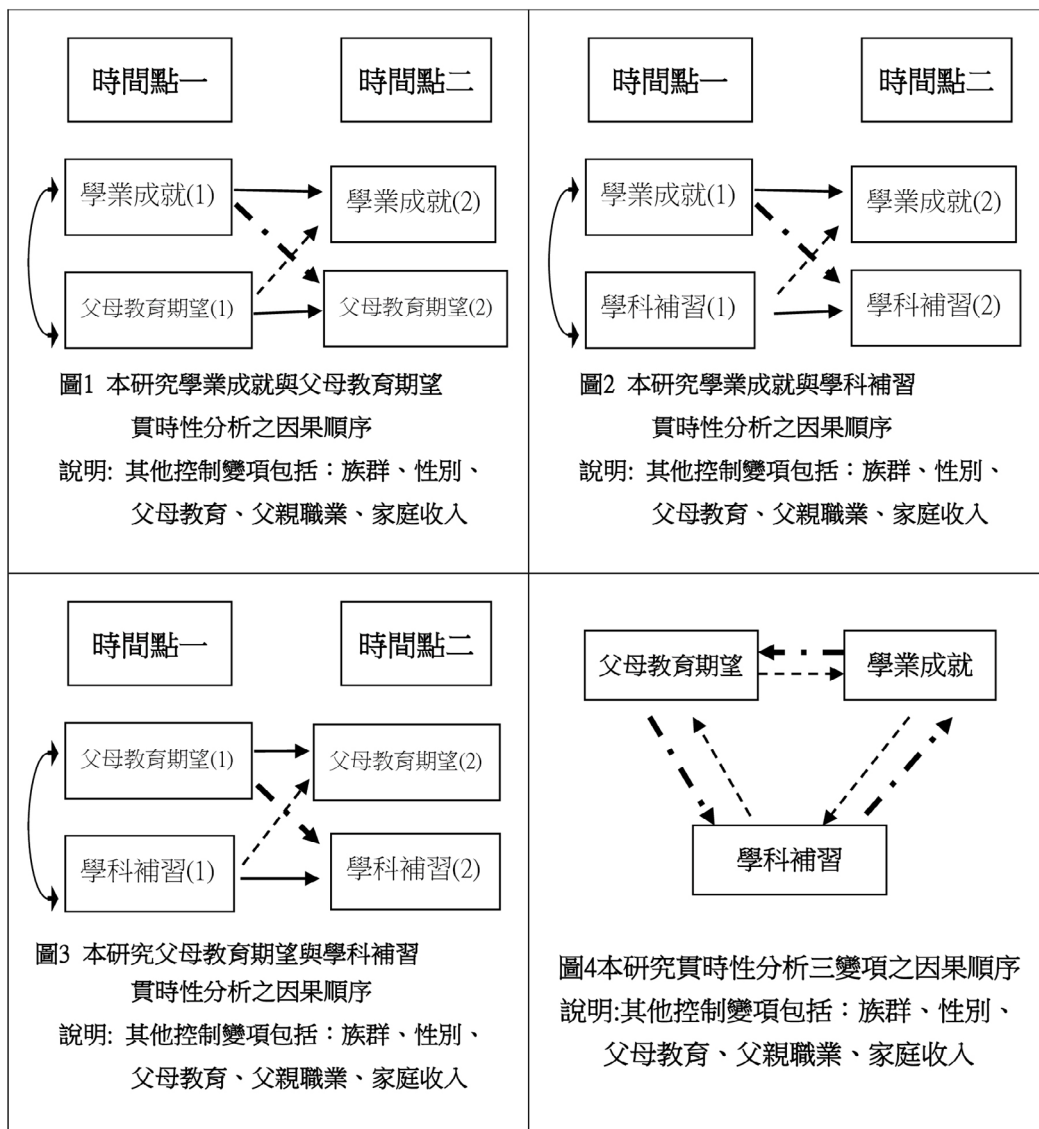 時間點一
時間點二
學業成就(1)
學業成就(2)
父母教育期望(1)
父母教育期望(2)
圖1 本研究學業成就與父母教育期望
貫時性分析之因果順序
說明: 其他控制變項包括：族群、性別、
父母教育、父親職業、家庭收入
時間點一
時間點二
學業成就(1)
學業成就(2)
學科補習(1)
學科補習(2)
圖2 本研究學業成就與學科補習
貫時性分析之因果順序
說明: 其他控制變項包括：族群、性別、
父母教育、父親職業、家庭收入
時間點一
時間點二
父母教育期望(1)
父母教育期望(2)
學科補習(1)
學科補習(2)
圖3 本研究父母教育期望與學科補習
貫時性分析之因果順序
說明: 其他控制變項包括：族群、性別、
父母教育、父親職業、家庭收入
父母教育期望
學業成就
學科補習
圖4本研究貫時性分析三變項之因果順序
說明:其他控制變項包括：族群、性別、
父母教育、父親職業、家庭收入